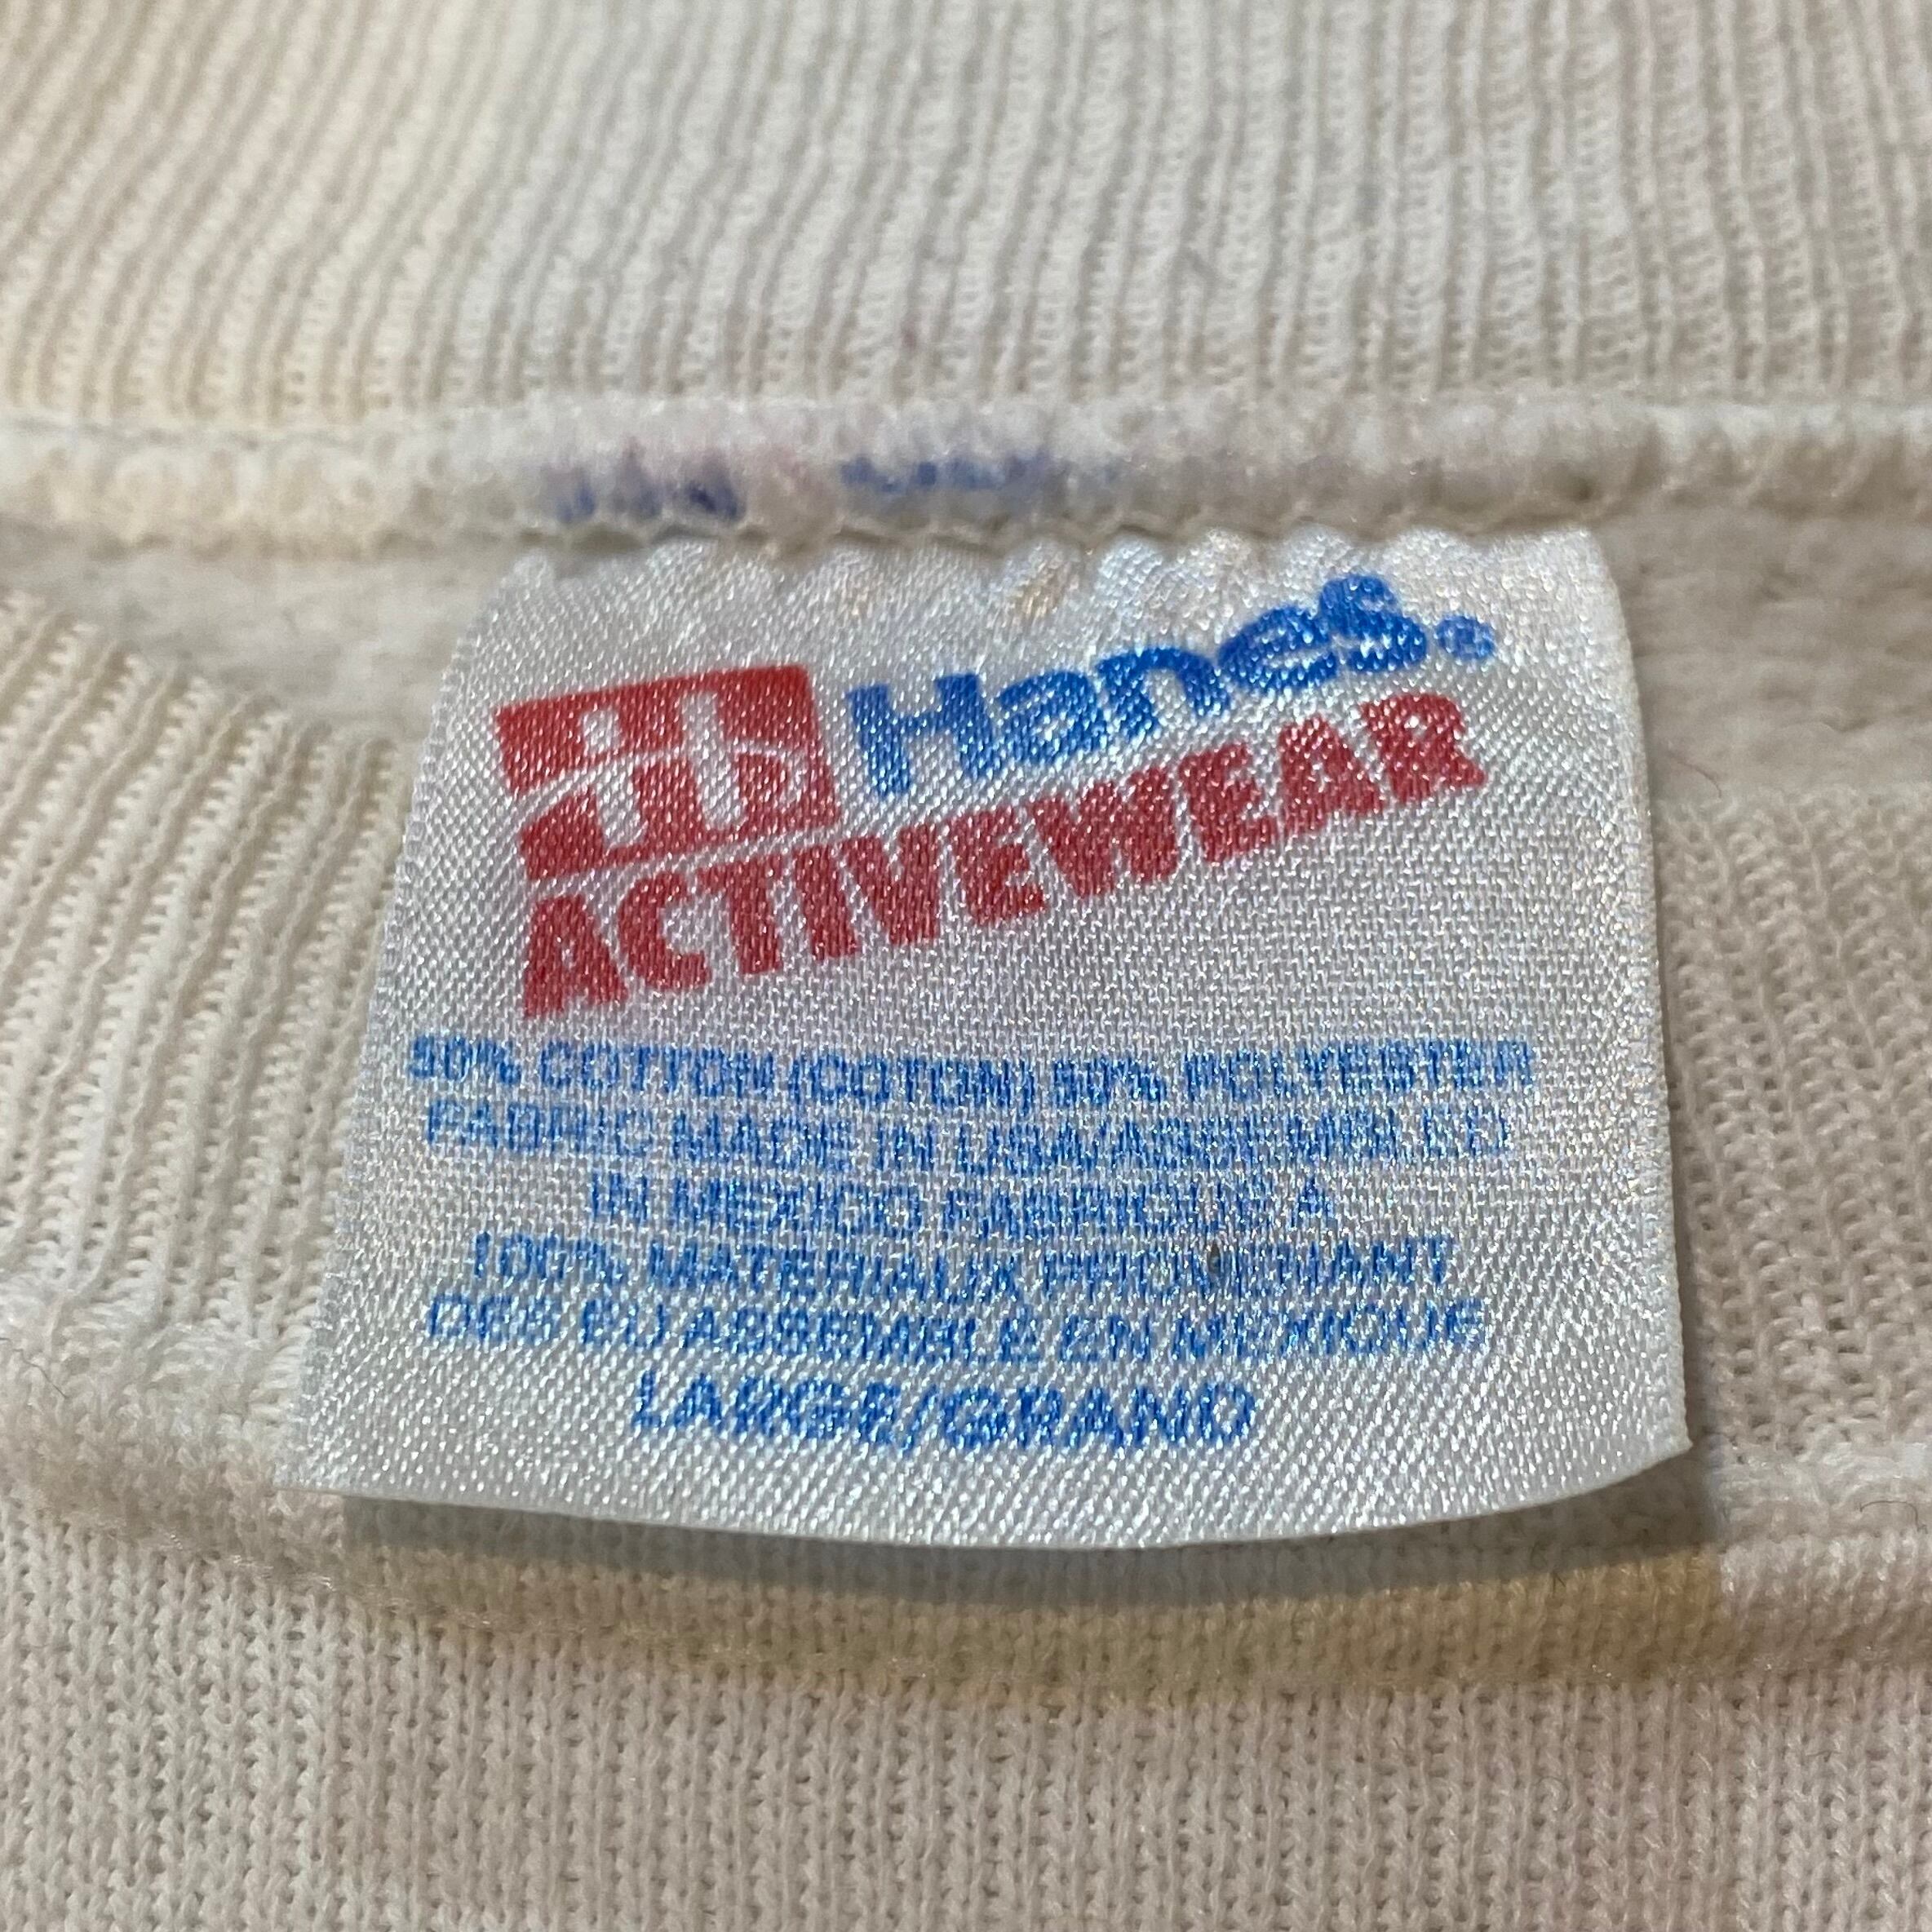 Hanes®
ACTIVEWEAR
50% COTTON (COTON) 50% POLYESTER
FABRIC MADE IN USA/ASSEMBLED
IN MEXICO FABRIQUE A
100% MATERIAUX PROVENANT
DES EU ASSEMBLE EN MEXIQUE
LARGE/GRAND